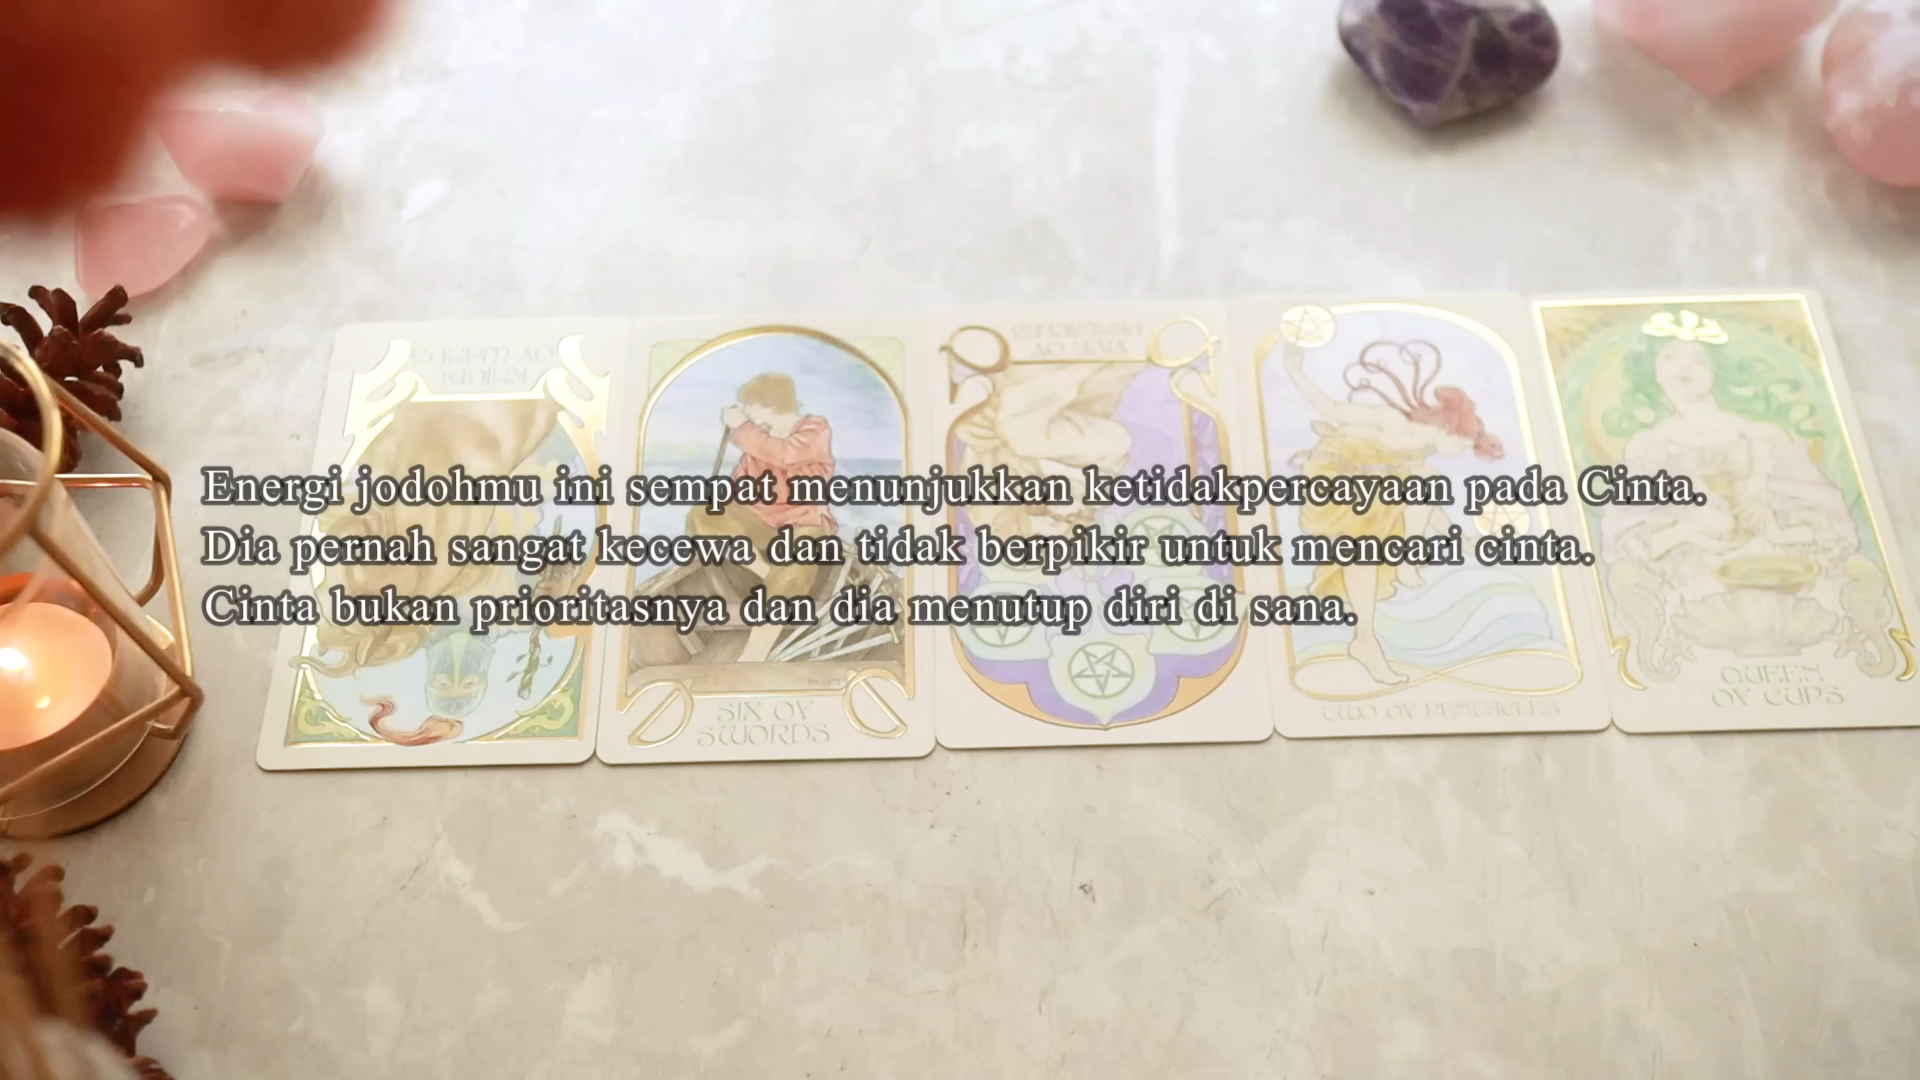 Energi jodohmu ini sempat menunjukkan ketidakpercayaan pada Cinta.
Dia pernah sangat kecewa dan tidak berpikir untuk mencari cinta.
Cinta bukan prioritasnya dan dia menutup diri di sana.
SIX OF
SWORDS
TWO OF PENTACLES
QUEEN
OF CUPS